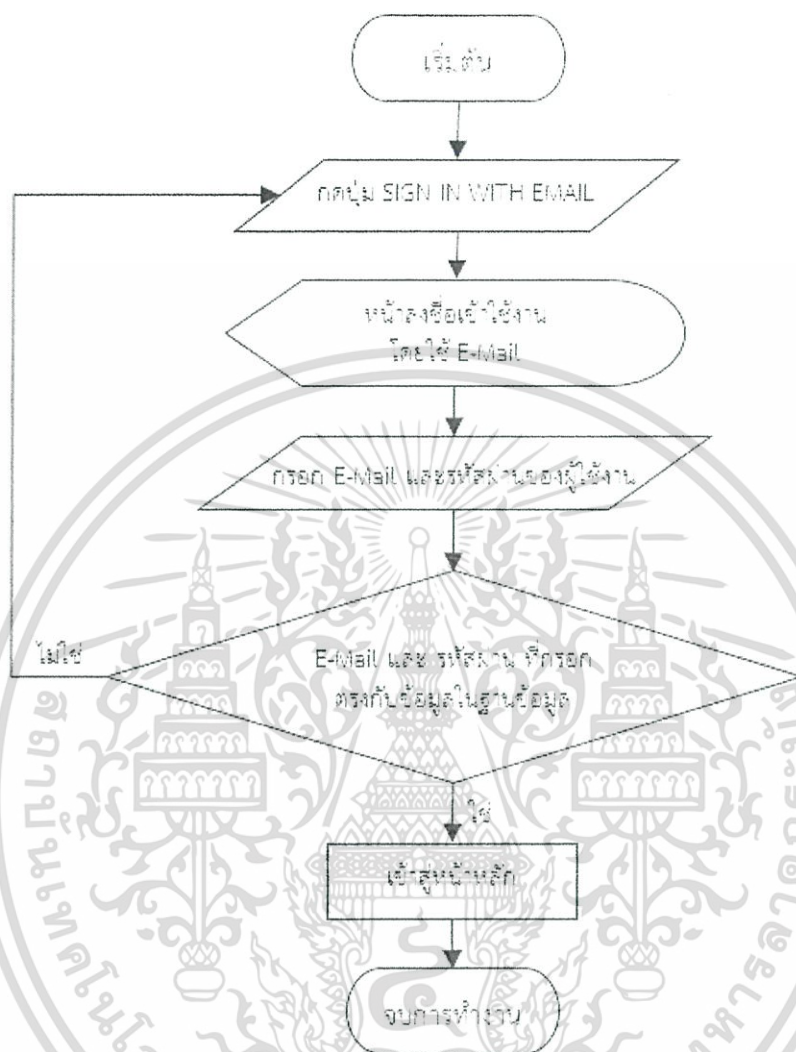 เริ่มต้น
กดปุ่ม SIGN IN WITH EMAIL
หน้าลงชื่อเข้าใช้งาน
โดยใช้ E-Mail
กรอก E-Mail และรหัสผ่านของผู้ใช้งาน
ไม่ใช่
E-Mail และ รหัสผ่าน ที่กรอก
ตรงกับข้อมูลในฐานข้อมูล
ใช่
เข้าสู่หน้าหลัก
จบการทำงาน